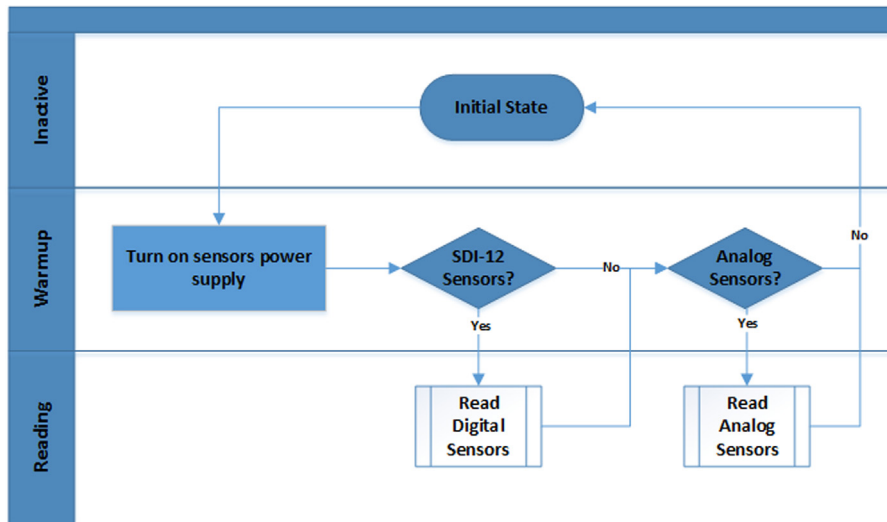 Inactive
Initial State
Warmup
Turn on sensors power
supply
SDI-12
Sensors?
No
Yes
Analog
Sensors?
No
Yes
Reading
Read
Digital
Sensors
Read
Analog
Sensors